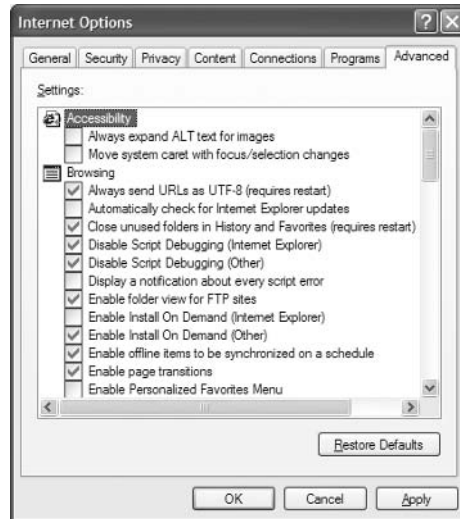 Internet Options
General Security Privacy Content Connections Programs Advanced
Settings:
Accessibility
Always expand ALT text for images
Move system caret with focus/selection changes
Browsing
Always send URLs as UTF-8 (requires restart)
Automatically check for Internet Explorer updates
Close unused folders in History and Favorites (requires restart)
Disable Script Debugging (Internet Explorer)
Disable Script Debugging (Other)
Display a notification about every script error
Enable folder view for FTP sites
Enable Install On Demand (Internet Explorer)
Enable Install On Demand (Other)
Enable offline items to be synchronized on a schedule
Enable page transitions
Enable Personalized Favorites Menu
Restore Defaults
OK Cancel Apply